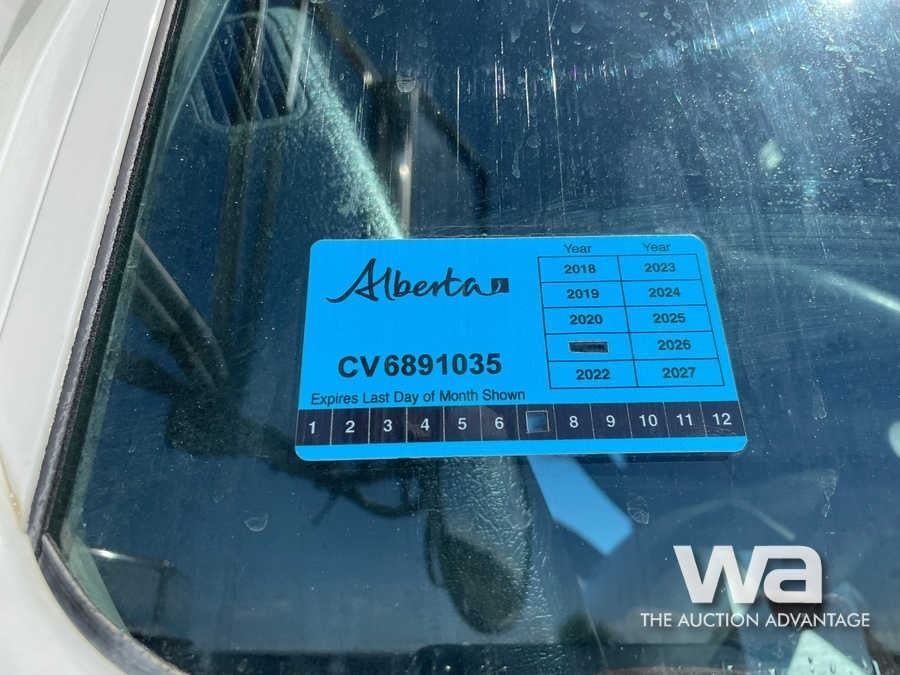 Alberta
Year Year
2018 2023
2019 2024
2020 2025
2026
2022 2027
CV6891035
Expires Last Day of Month Shown
1 2 3 4 5 6 8 9 10 11 12
wa
THE AUCTION ADVANTAGE